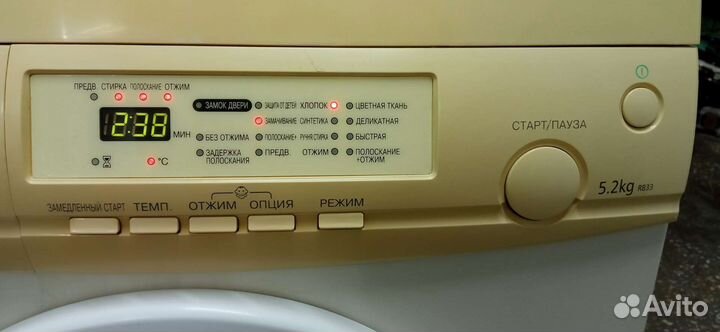 ПРЕДВ. СТИРКА ПОЛОСКАНИЕ ОТЖИМ
2:38 МИН
°C
ЗАМОК ДВЕРИ
БЕЗ ОТЖИМА
ЗАДЕРЖКА
ПОЛОСКАНИЯ
ЗАЩИТА ОТ ДЕТЕЙ
ЗАМАЧИВАНИЕ
ПОЛОСКАНИЕ+
ПРЕДВ.
ХЛОПОК
СИНТЕТИКА
РУЧНАЯ СТИРКА
ОТЖИМ
ЦВЕТНАЯ ТКАНЬ
ДЕЛИКАТНАЯ
БЫСТРАЯ
ПОЛОСКАНИЕ
+ОТЖИМ
ЗАМЕДЛЕННЫЙ СТАРТ
ТЕМП.
ОТЖИМ
ОПЦИЯ
РЕЖИМ
СТАРТ/ПАУЗА
5.2kg R833
Avito